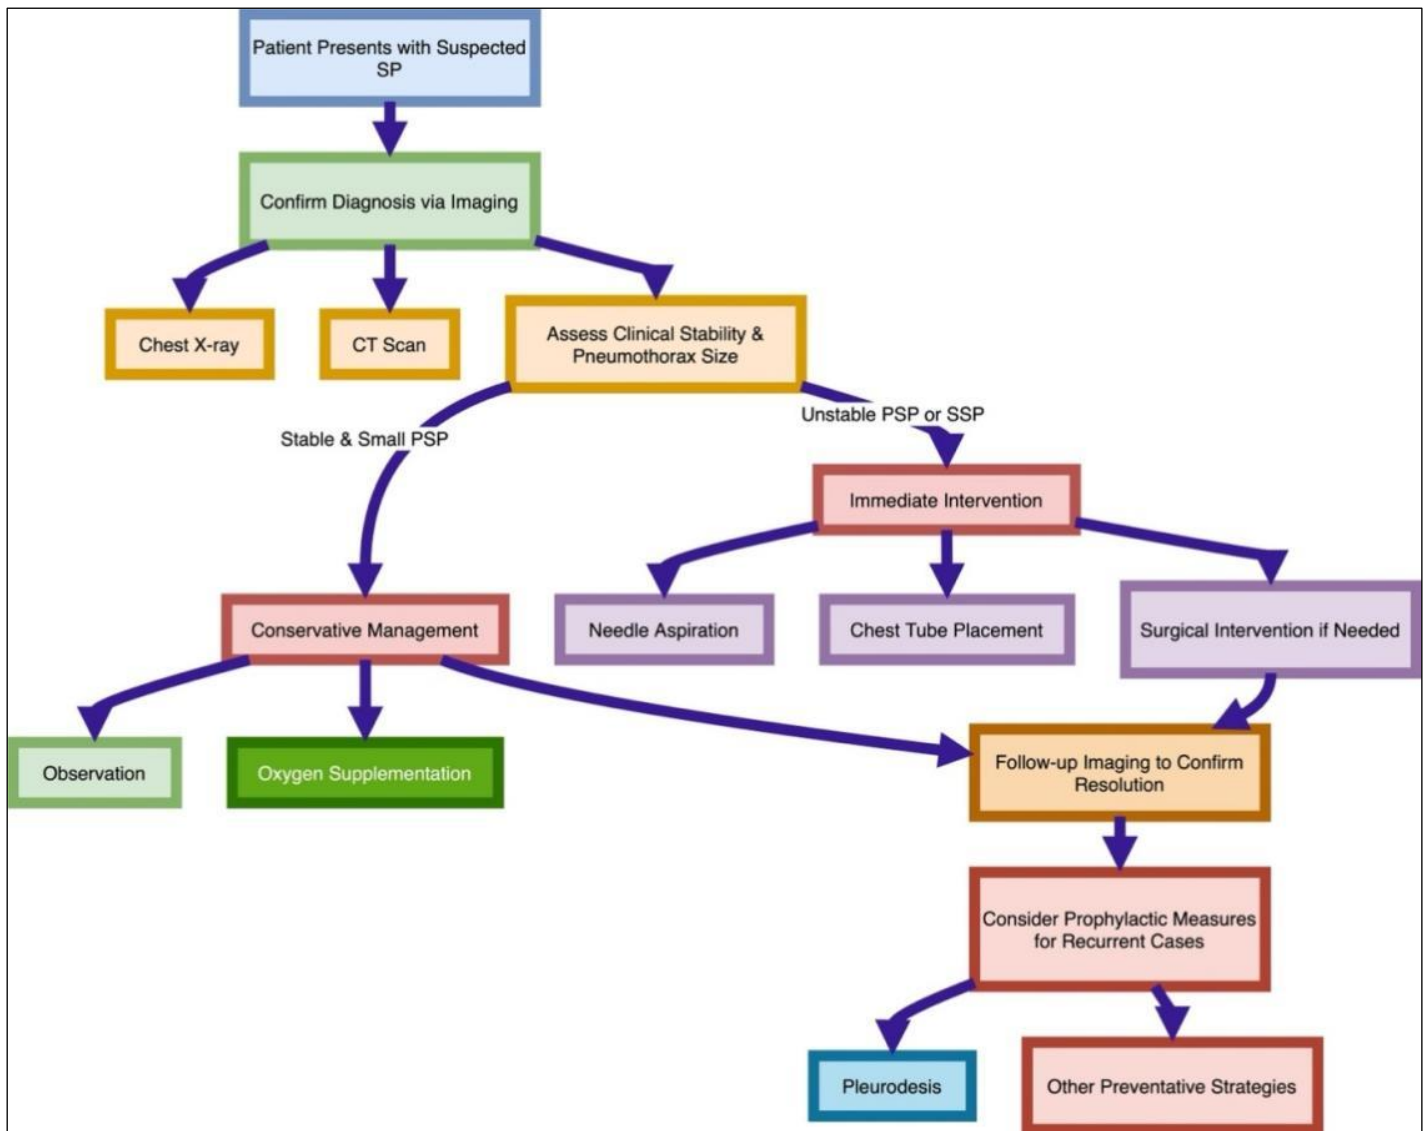 Patient Presents with Suspected
SP
Confirm Diagnosis via Imaging
Chest X-ray
CT Scan
Assess Clinical Stability &
Pneumothorax Size
Stable & Small PSP
Unstable PSP or SSP
Immediate Intervention
Conservative Management
Needle Aspiration
Chest Tube Placement
Surgical Intervention if Needed
Observation
Oxygen Supplementation
Follow-up Imaging to Confirm
Resolution
Consider Prophylactic Measures
for Recurrent Cases
Pleurodesis
Other Preventative Strategies